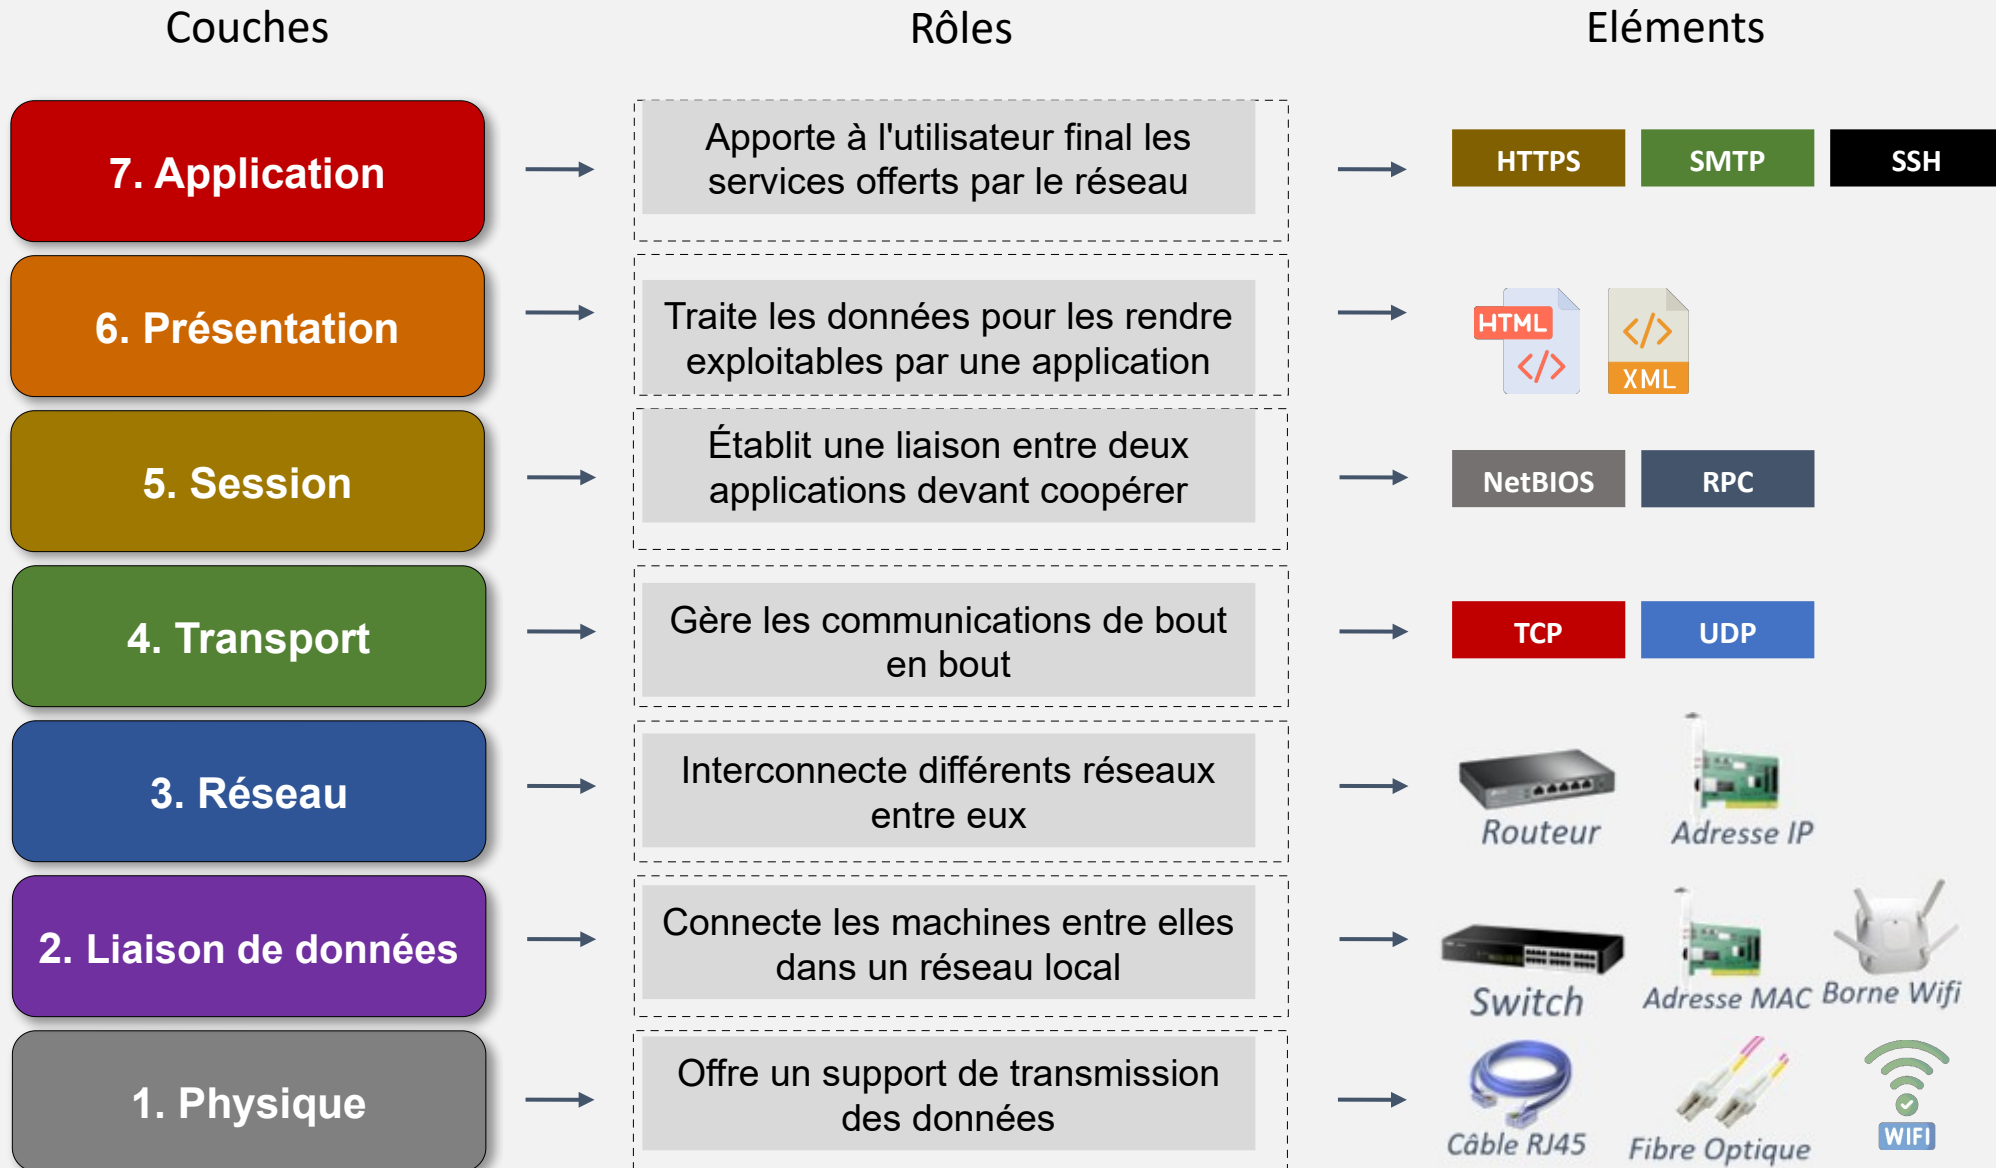 Couches
Rôles
Eléments
7. Application
Apporte à l'utilisateur final les
services offerts par le réseau
HTTPS
SMTP
SSH
6. Présentation
Traite les données pour les rendre
exploitables par une application
HTML
</>
</>
XML
5. Session
Établit une liaison entre deux
applications devant coopérer
NetBIOS
RPC
4. Transport
Gère les communications de bout
en bout
TCP
UDP
3. Réseau
Interconnecte différents réseaux
entre eux
Routeur
Adresse IP
2. Liaison de données
Connecte les machines entre elles
dans un réseau local
Switch
Adresse MAC
Borne Wifi
1. Physique
Offre un support de transmission
des données
Câble RJ45
Fibre Optique
WIFI